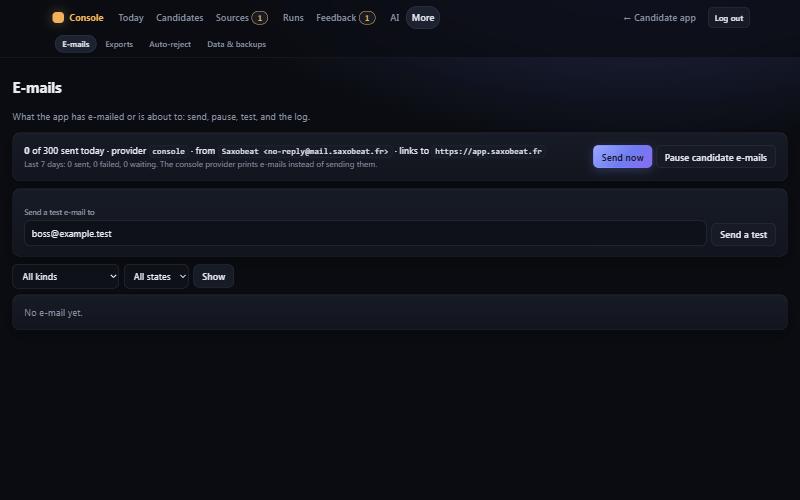 Console Today Candidates Sources 1 Runs Feedback 1 AI More ← Candidate app Log out
E-mails Exports Auto-reject Data & backups
E-mails
What the app has e-mailed or is about to: send, pause, test, and the log.
0 of 300 sent today · provider console · from Saxobeat <no-reply@mail.saxobeat.fr> · links to https://app.saxobeat.fr
Last 7 days: 0 sent, 0 failed, 0 waiting. The console provider prints e-mails instead of sending them.
Send now Pause candidate e-mails
Send a test e-mail to
boss@example.test Send a test
All kinds All states Show
No e-mail yet.